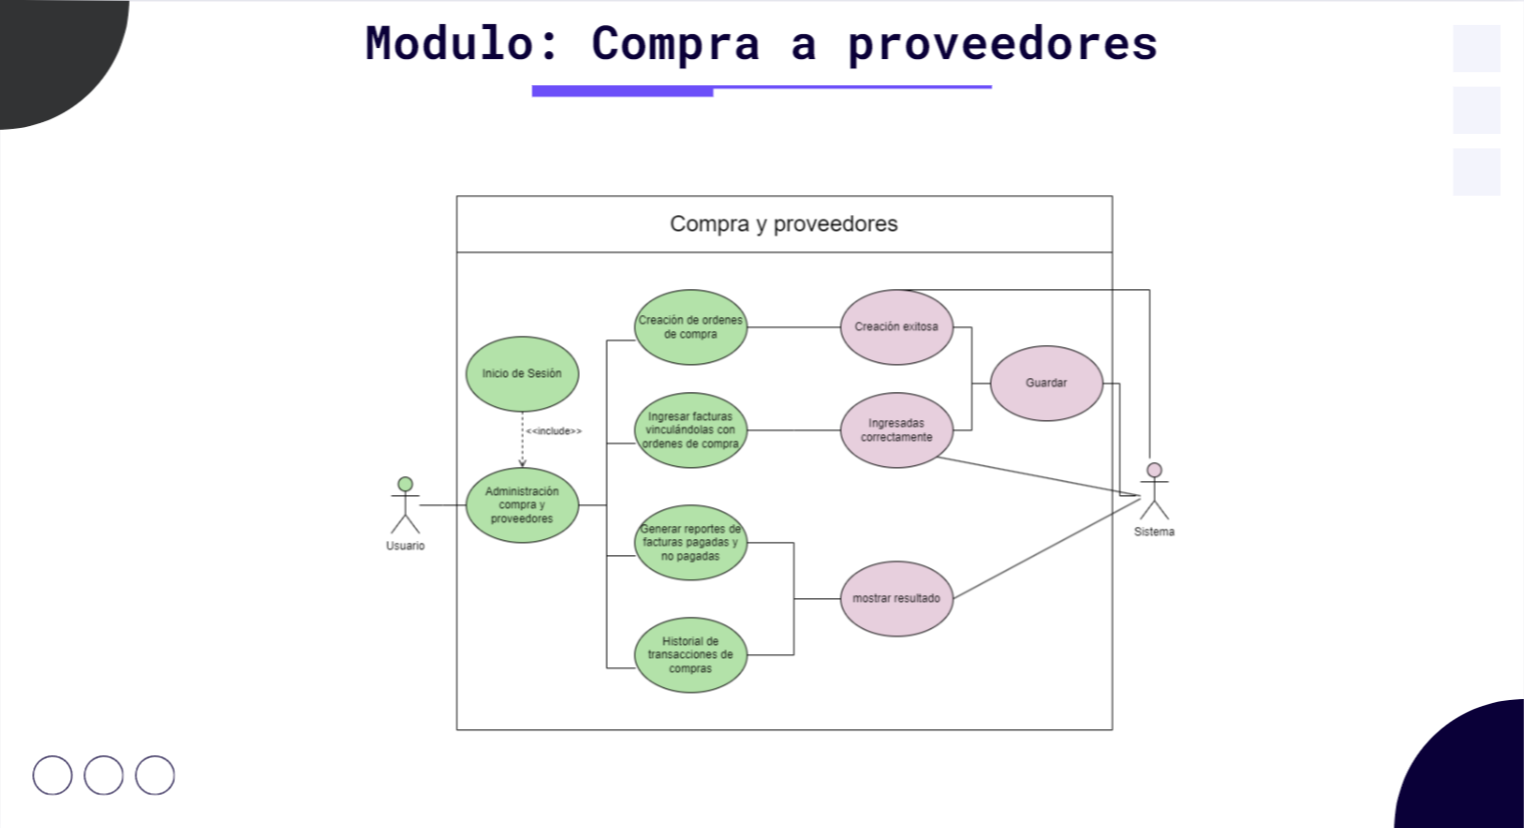 Modulo: Compra a proveedores
Compra y proveedores
Creación de ordenes
de compra
Creación exitosa
Inicio de Sesión
Guardar
<<include>>
Ingresar facturas
vinculándolas con
ordenes de compra
Ingresadas
correctamente
Administración
compra y
proveedores
Usuario
Sistema
Generar reportes de
facturas pagadas y
no pagadas
mostrar resultado
Historial de
transacciones de
compras